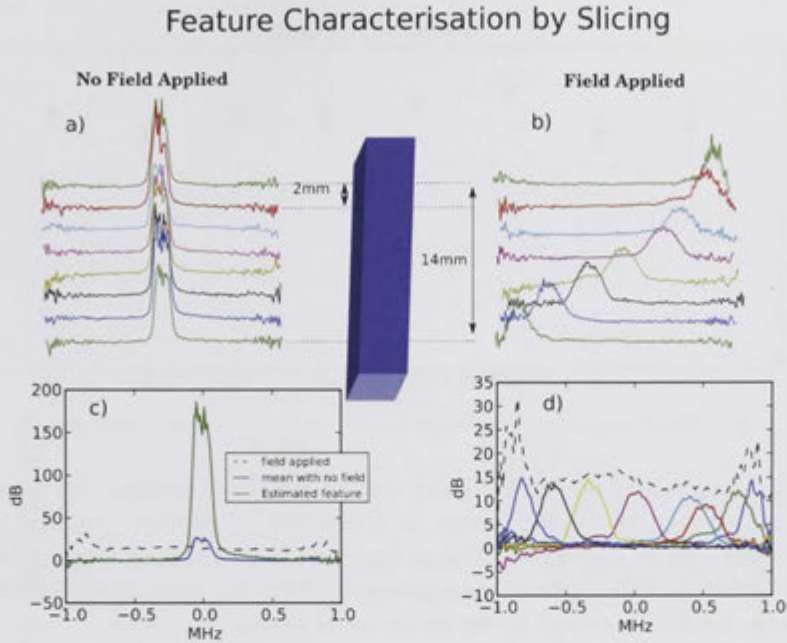 Feature Characterisation by Slicing
No Field Applied
Field Applied
a)
b)
2mm
14mm
c)
d)
200
150
100
50
0
−50
dB
−1.0
−0.5
0.0
0.5
1.0
MHz
field applied
mean with no field
Estimated feature
35
30
25
20
15
10
5
0
−5
−10
dB
−1.0
−0.5
0.0
0.5
1.0
MHz